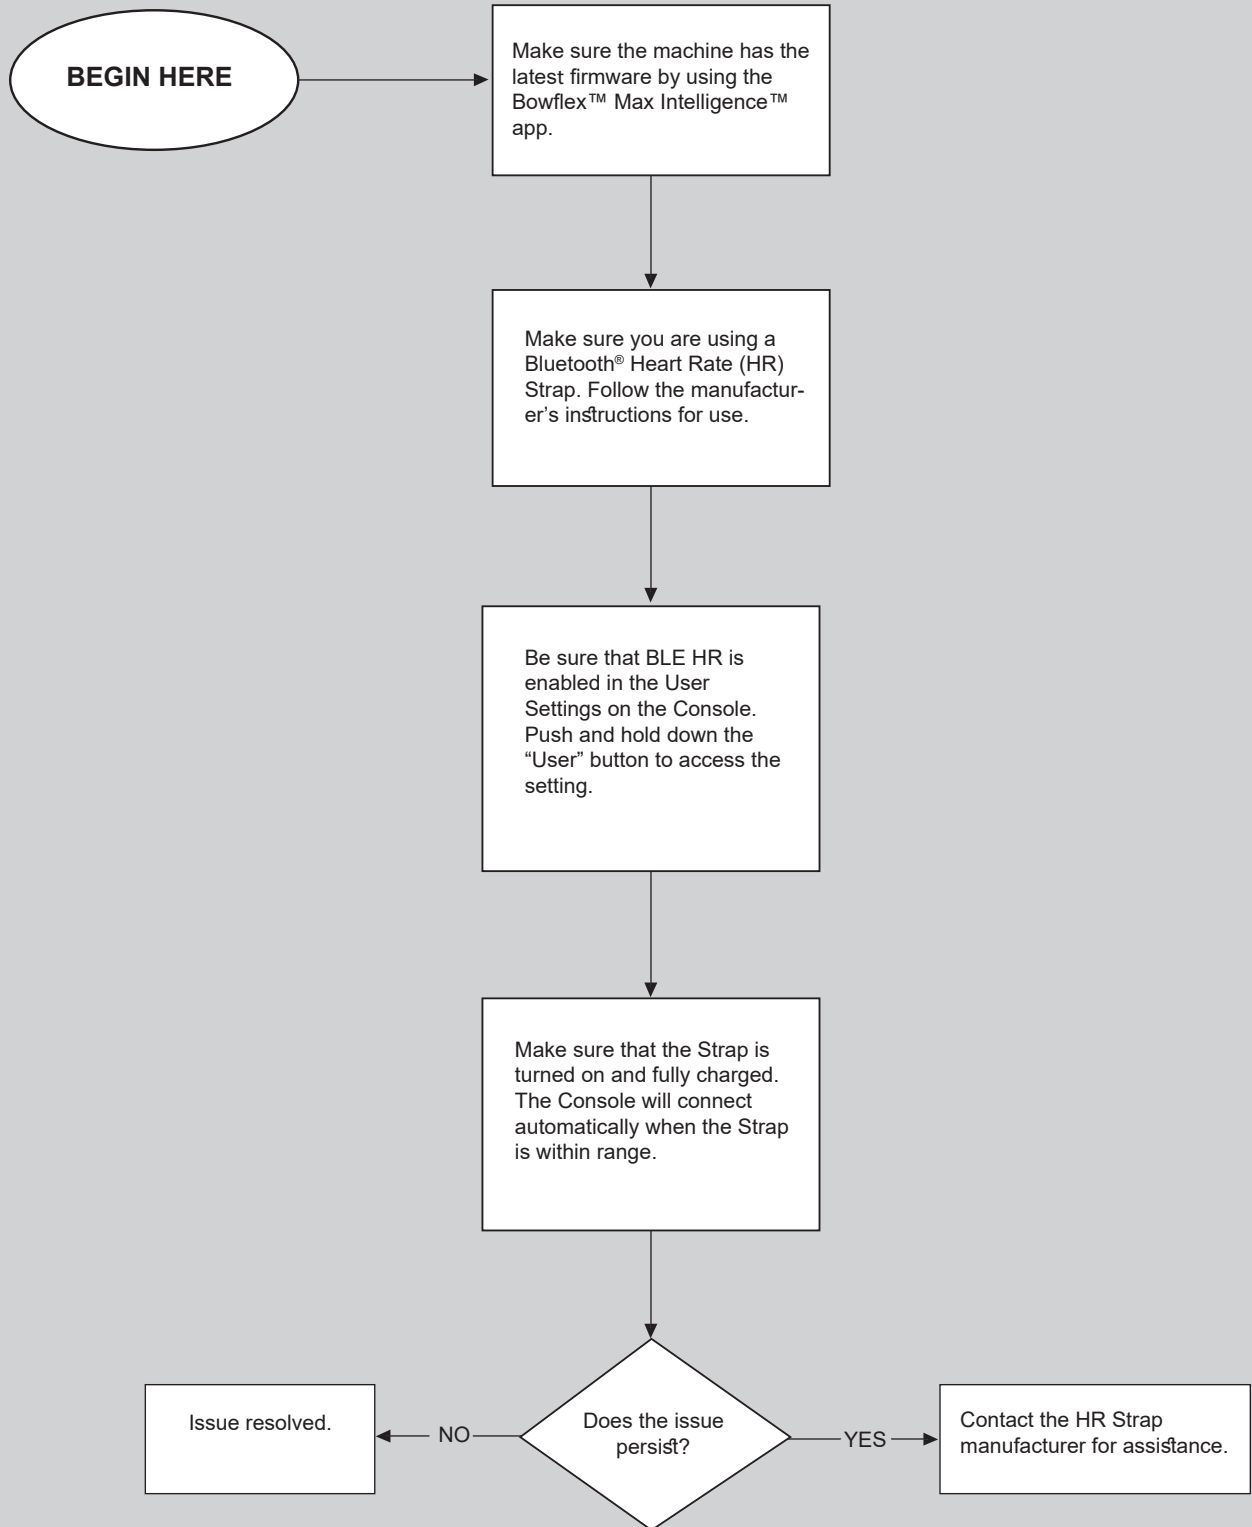 BEGIN HERE
Make sure the machine has the
latest firmware by using the
Bowflex™ Max Intelligence™
app.
Make sure you are using a
Bluetooth® Heart Rate (HR)
Strap. Follow the manufactur-
er’s instructions for use.
Be sure that BLE HR is
enabled in the User
Settings on the Console.
Push and hold down the
“User” button to access the
setting.
Make sure that the Strap is
turned on and fully charged.
The Console will connect
automatically when the Strap
is within range.
Does the issue
persist?
NO
Issue resolved.
YES
Contact the HR Strap
manufacturer for assistance.